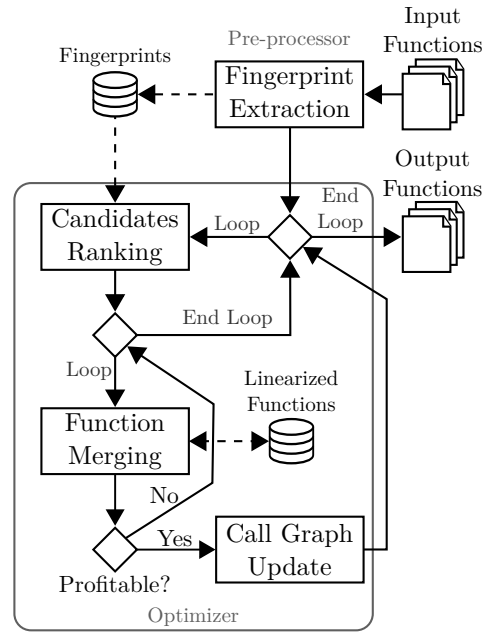 Input
Functions
Pre-processor
Fingerprints
Fingerprint
Extraction
Output
Functions
End
Loop
Loop
Candidates
Ranking
End Loop
Loop
Linearized
Functions
Function
Merging
No
Yes
Call Graph
Update
Profitable?
Optimizer